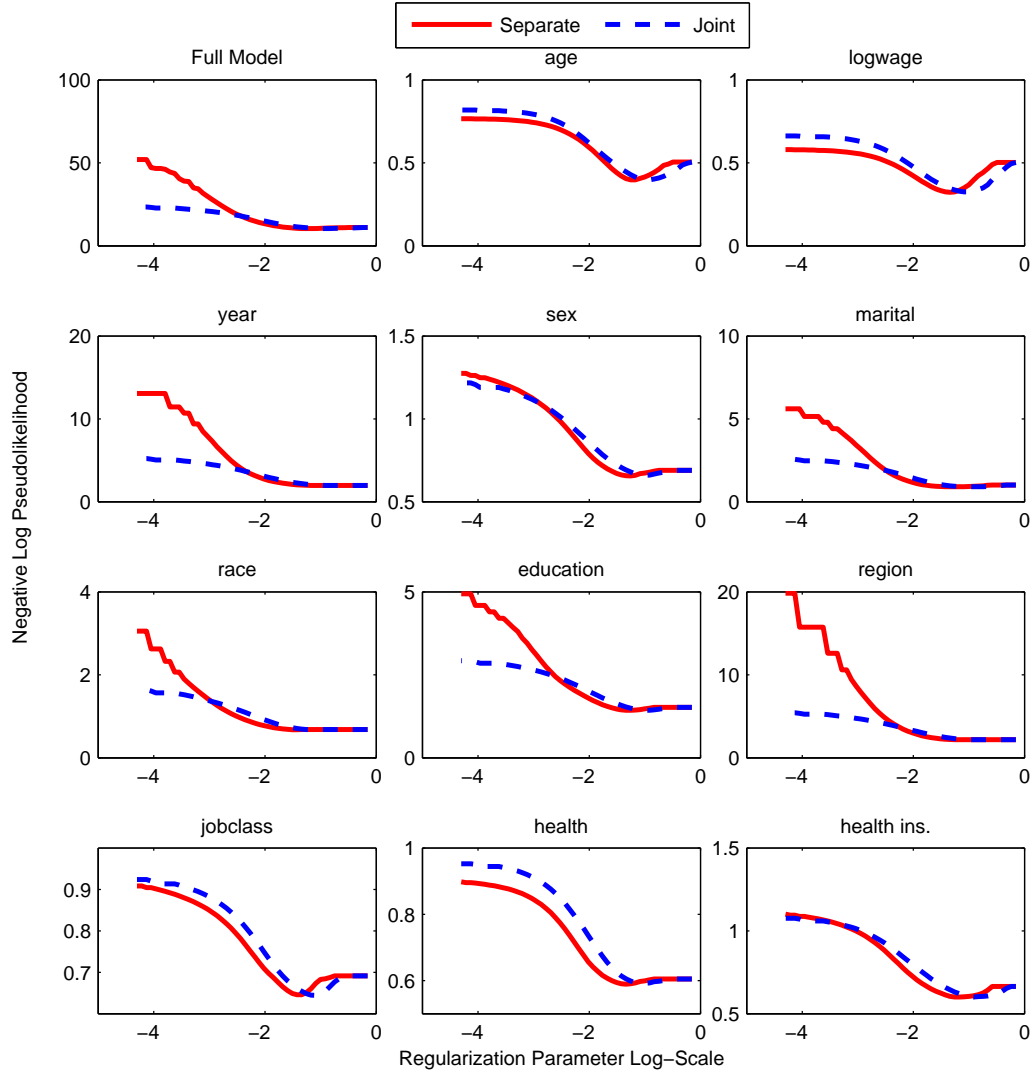 Separate Joint
Full Model
age
logwage
100
50
0
−4 −2 0
1
0.5
0
−4 −2 0
1
0.5
0
−4 −2 0
year
sex
marital
20
10
0
−4 −2 0
1.5
1
0.5
−4 −2 0
10
5
0
−4 −2 0
Negative Log Pseudolikelihood
race
education
region
4
2
0
−4 −2 0
5
0
−4 −2 0
20
10
0
−4 −2 0
jobclass
health
health ins.
0.9
0.8
0.7
−4 −2 0
1
0.8
0.6
−4 −2 0
1.5
1
0.5
−4 −2 0
Regularization Parameter Log−Scale